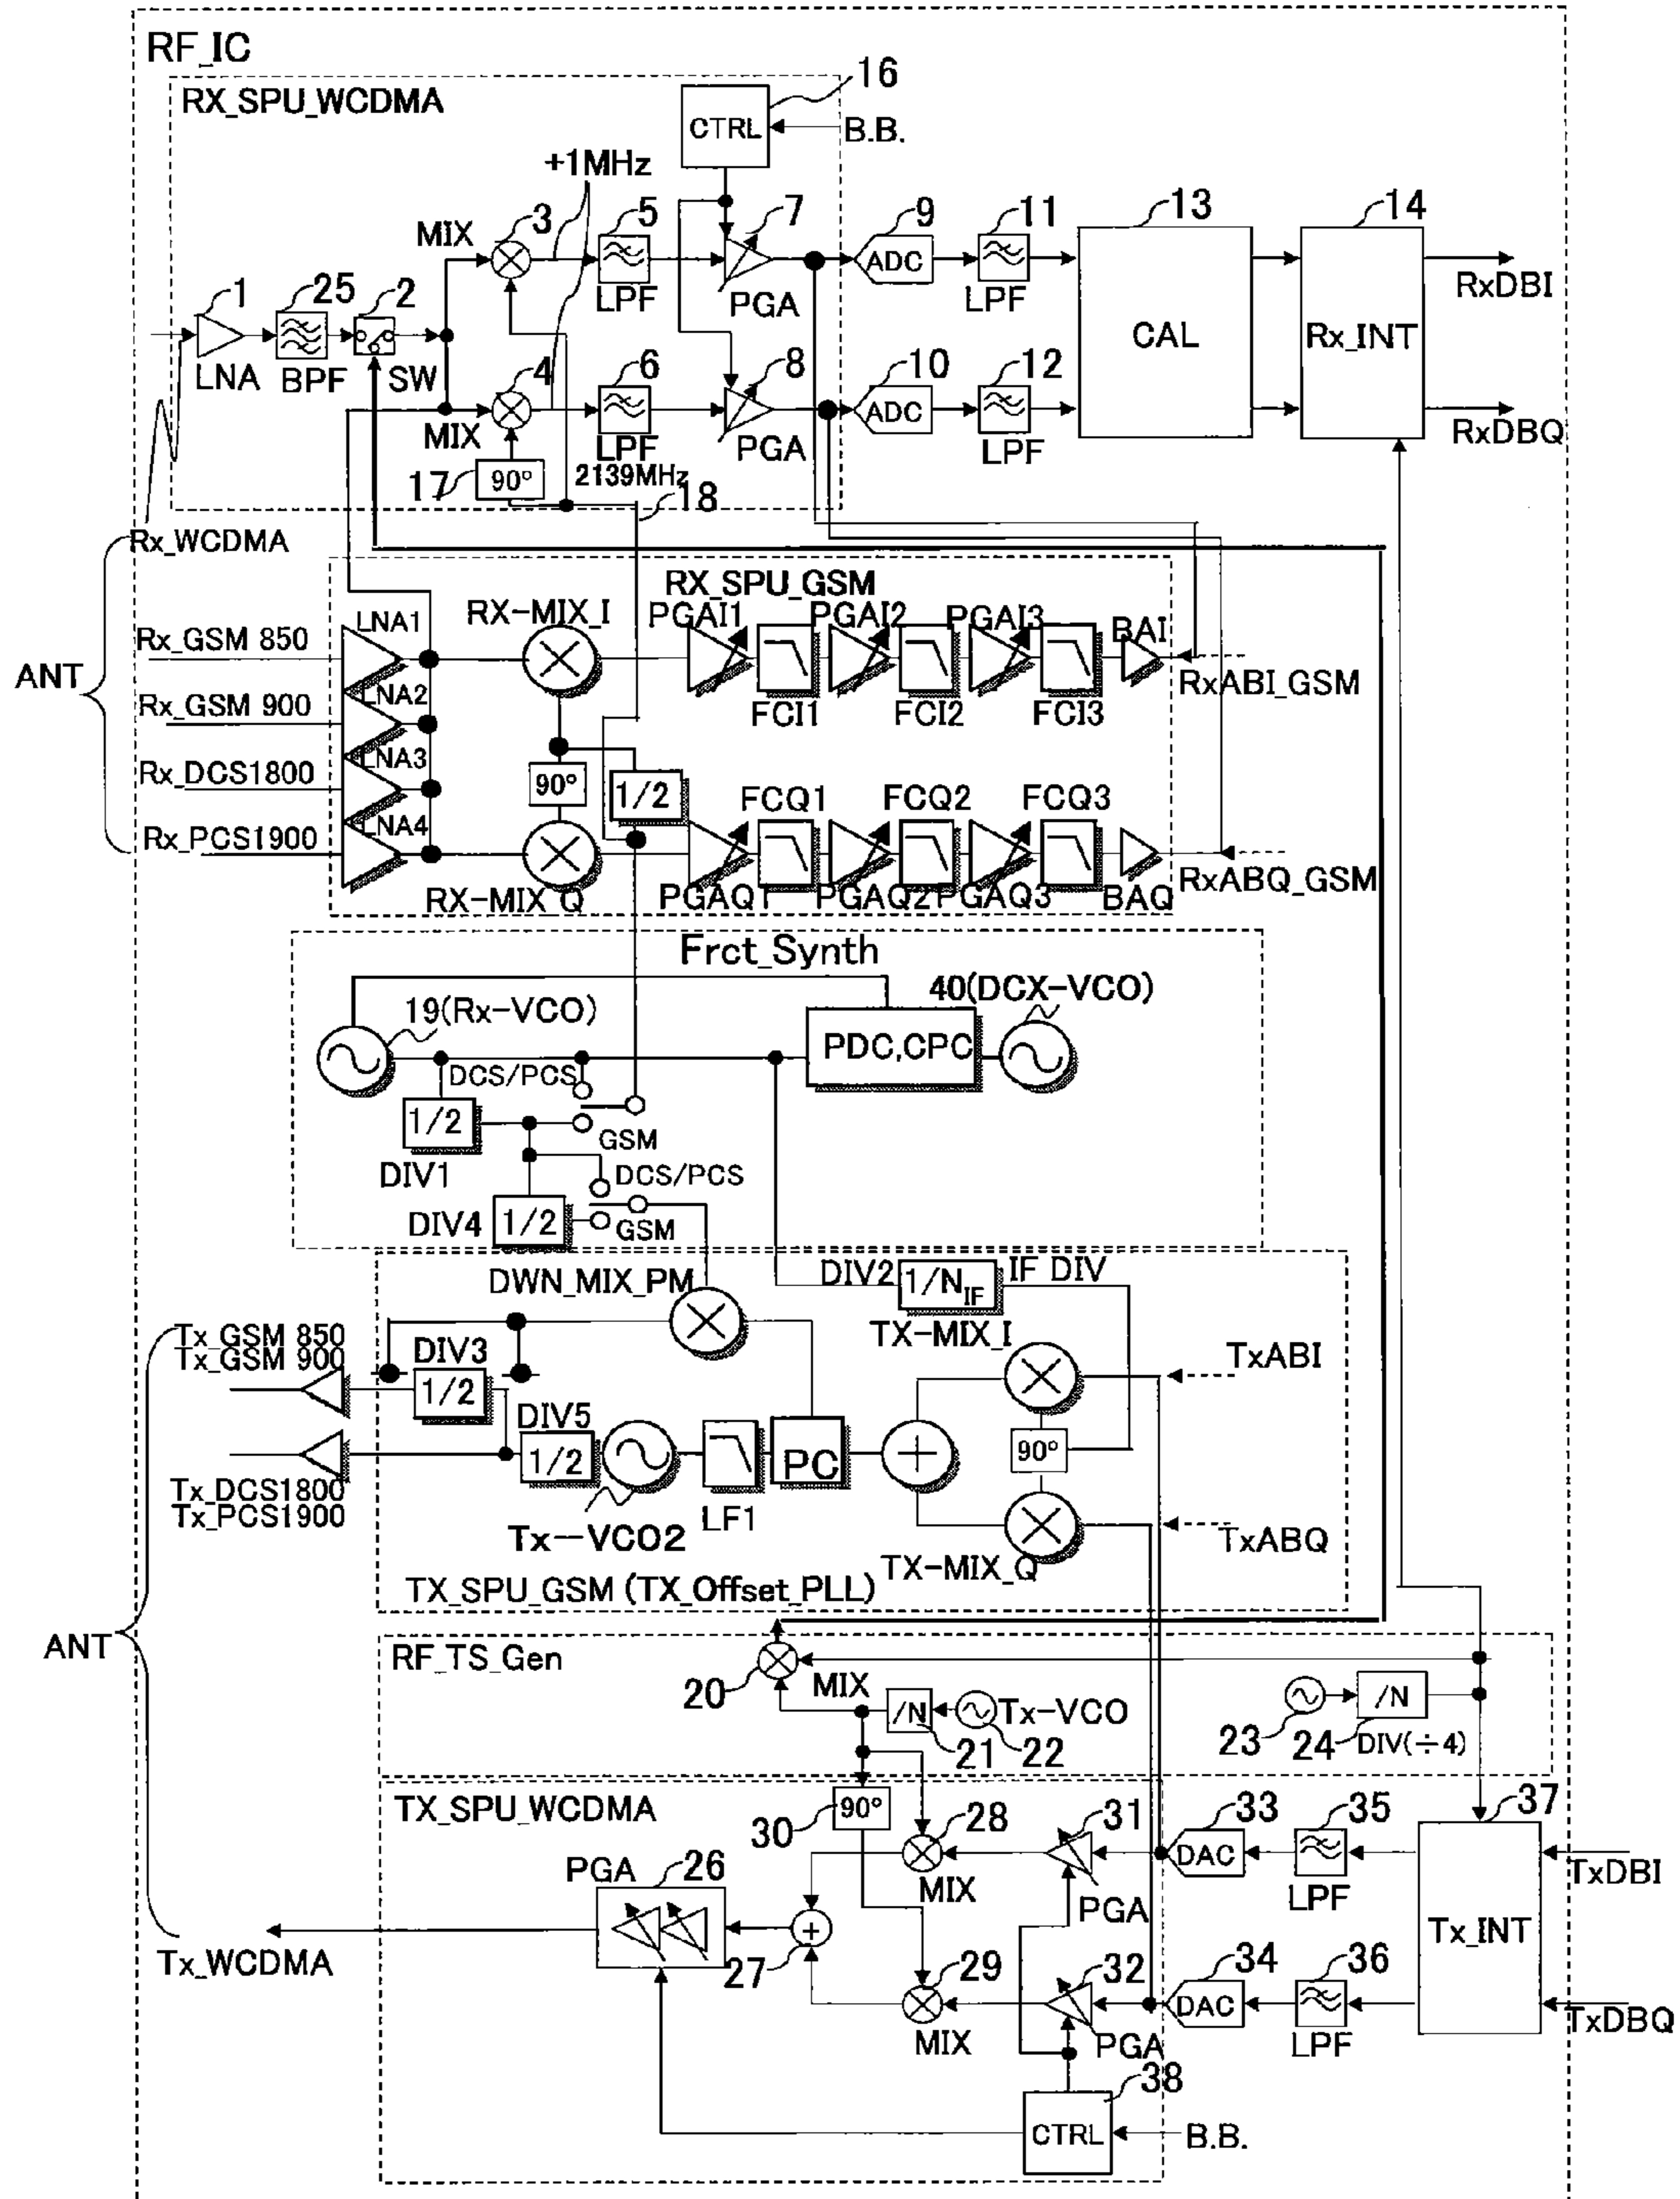 RF_IC
RX_SPU_WCDMA
16
CTRL
B.B.
+1MHz
MIX
3
5
7
9
11
13
14
ADC
LPF
PGA
LPF
RxDBI
1
25
2
LNA
BPF
SW
CAL
Rx_INT
4
6
8
10
12
MIX
LPF
PGA
ADC
LPF
RxDBQ
17
90°
2139MHz
18
Rx_WCDMA
RX_SPU_GSM
ANT
Rx_GSM 850
LNA1
RX-MIX_I
PGAI1
PGAI2
PGAI3
BAI
RxABI_GSM
Rx_GSM 900
LNA2
FCI1
FCI2
FCI3
Rx_DCS1800
LNA3
90°
1/2
FCQ1
FCQ2
FCQ3
Rx_PCS1900
LNA4
RX-MIX_Q
PGAQ1
PGAQ2
PGAQ3
BAQ
RxABQ_GSM
Frct_Synth
19(Rx-VCO)
40(DCX-VCO)
PDC,CPC
DCS/PCS
1/2
GSM
DIV1
DCS/PCS
DIV4
1/2
GSM
DWN_MIX_PM
DIV2
1/N_IF
IF DIV
TX-MIX_I
Tx_GSM 850
Tx_GSM 900
DIV3
1/2
TxABI
DIV5
1/2
PC
+
90°
Tx_DCS1800
Tx_PCS1900
Tx-VCO2
LF1
TX-MIX_Q
TxABQ
TX_SPU_GSM (TX_Offset_PLL)
ANT
RF_TS_Gen
20
MIX
/N
Tx-VCO
21
22
23
/N
24
DIV(÷4)
TX_SPU_WCDMA
30
90°
28
31
33
35
37
MIX
PGA
DAC
LPF
TxDBI
PGA
26
+
27
Tx_INT
Tx_WCDMA
29
32
34
36
MIX
PGA
DAC
LPF
TxDBQ
38
CTRL
B.B.